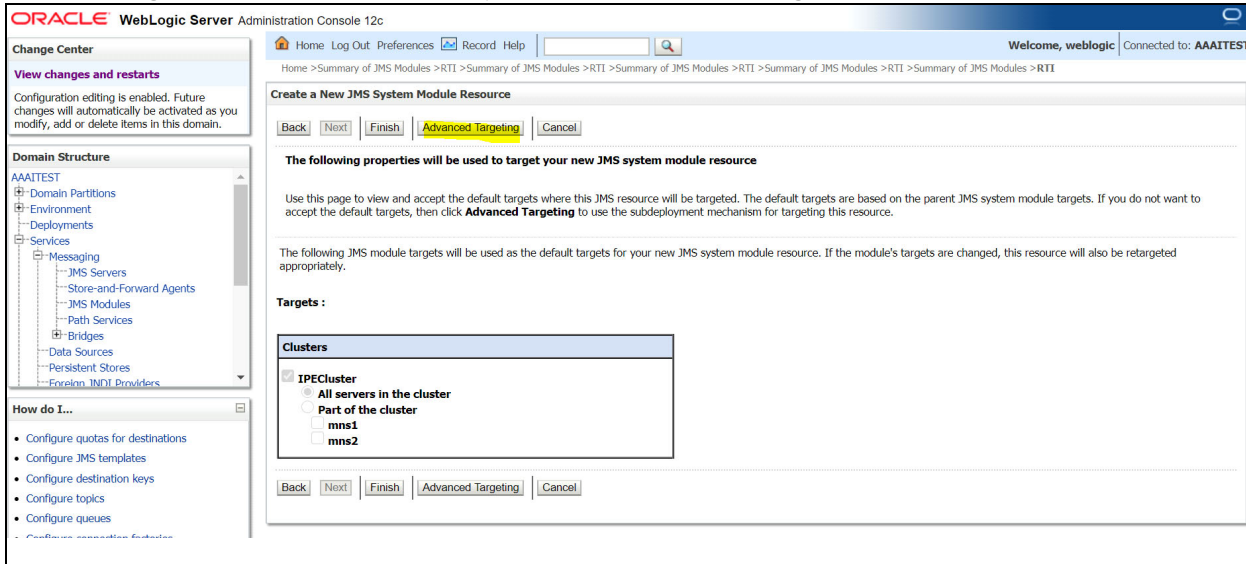 ORACLE WebLogic Server Administration Console 12c
Change Center
View changes and restarts
Configuration editing is enabled. Future
changes will automatically be activated as you
modify, add or delete items in this domain.
Domain Structure
AAAITEST
Domain Partitions
Environment
Deployments
Services
Messaging
JMS Servers
Store-and-Forward Agents
JMS Modules
Path Services
Bridges
Data Sources
Persistent Stores
Foreign JNDI Providers
How do I...
Configure quotas for destinations
Configure JMS templates
Configure destination keys
Configure topics
Configure queues
Configure connection factories
Home Log Out Preferences Record Help
Welcome, weblogic Connected to: AAAITEST
Home >Summary of JMS Modules >RTI >Summary of JMS Modules >RTI >Summary of JMS Modules >RTI >Summary of JMS Modules >RTI >Summary of JMS Modules >RTI
Create a New JMS System Module Resource
Back Next Finish Advanced Targeting Cancel
The following properties will be used to target your new JMS system module resource
Use this page to view and accept the default targets where this JMS resource will be targeted. The default targets are based on the parent JMS system module targets. If you do not want to
accept the default targets, then click Advanced Targeting to use the subdeployment mechanism for targeting this resource.
The following JMS module targets will be used as the default targets for your new JMS system module resource. If the module's targets are changed, this resource will also be retargeted
appropriately.
Targets :
Clusters
IPECluster
All servers in the cluster
Part of the cluster
mns1
mns2
Back Next Finish Advanced Targeting Cancel